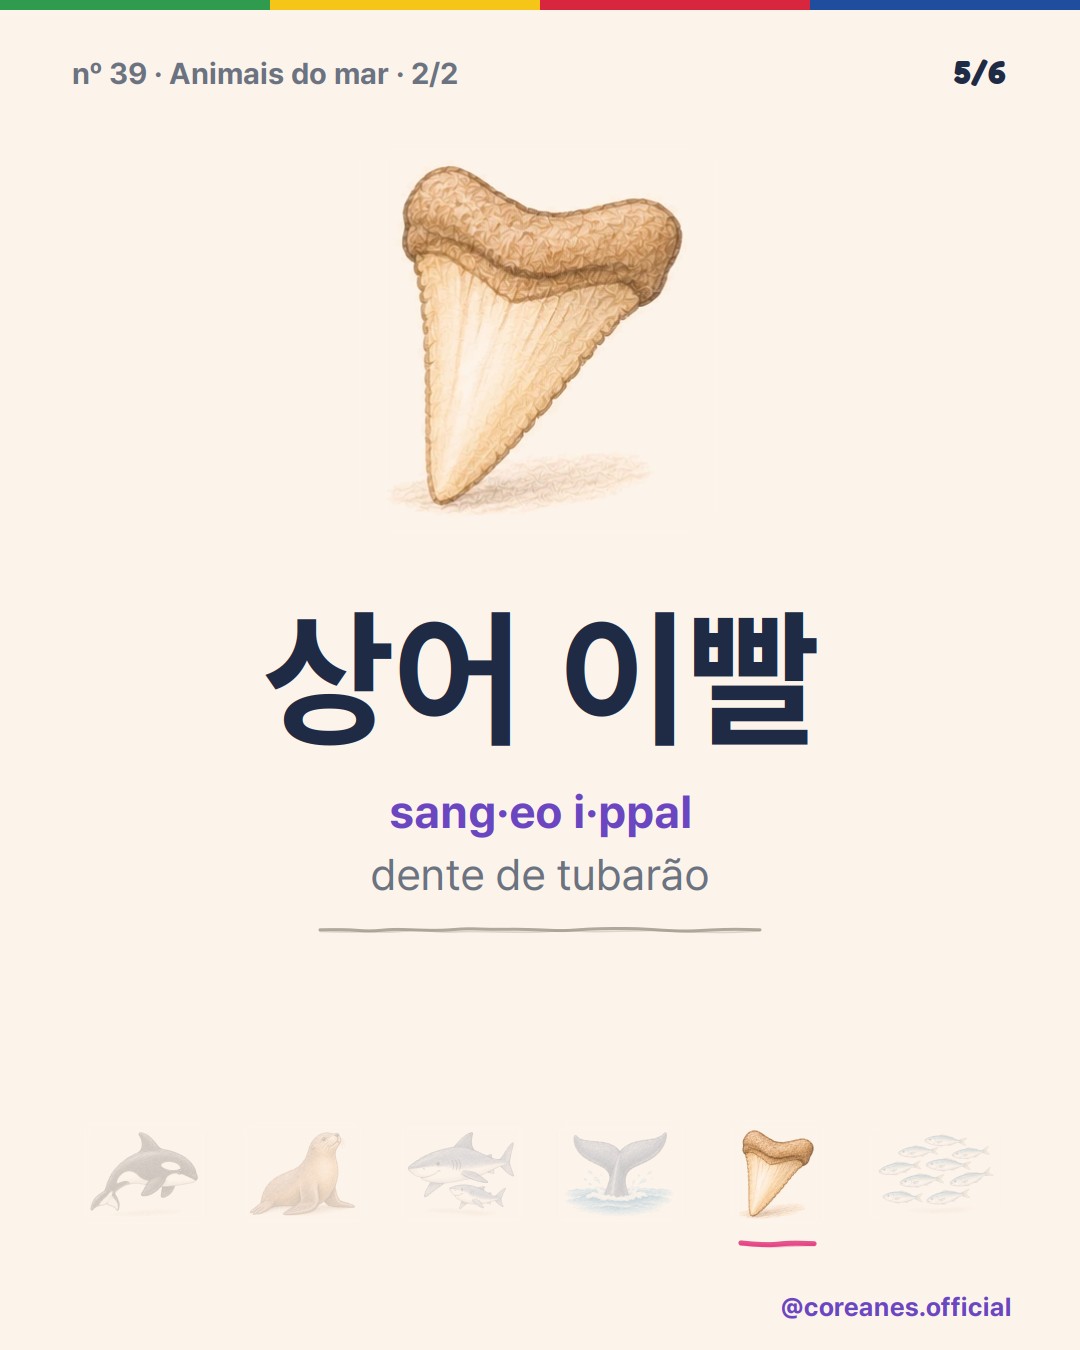 nº 39 · Animais do mar · 2/2
5/6
상어 이빨
sang·eo i·ppal
dente de tubarão
@coreanes.official